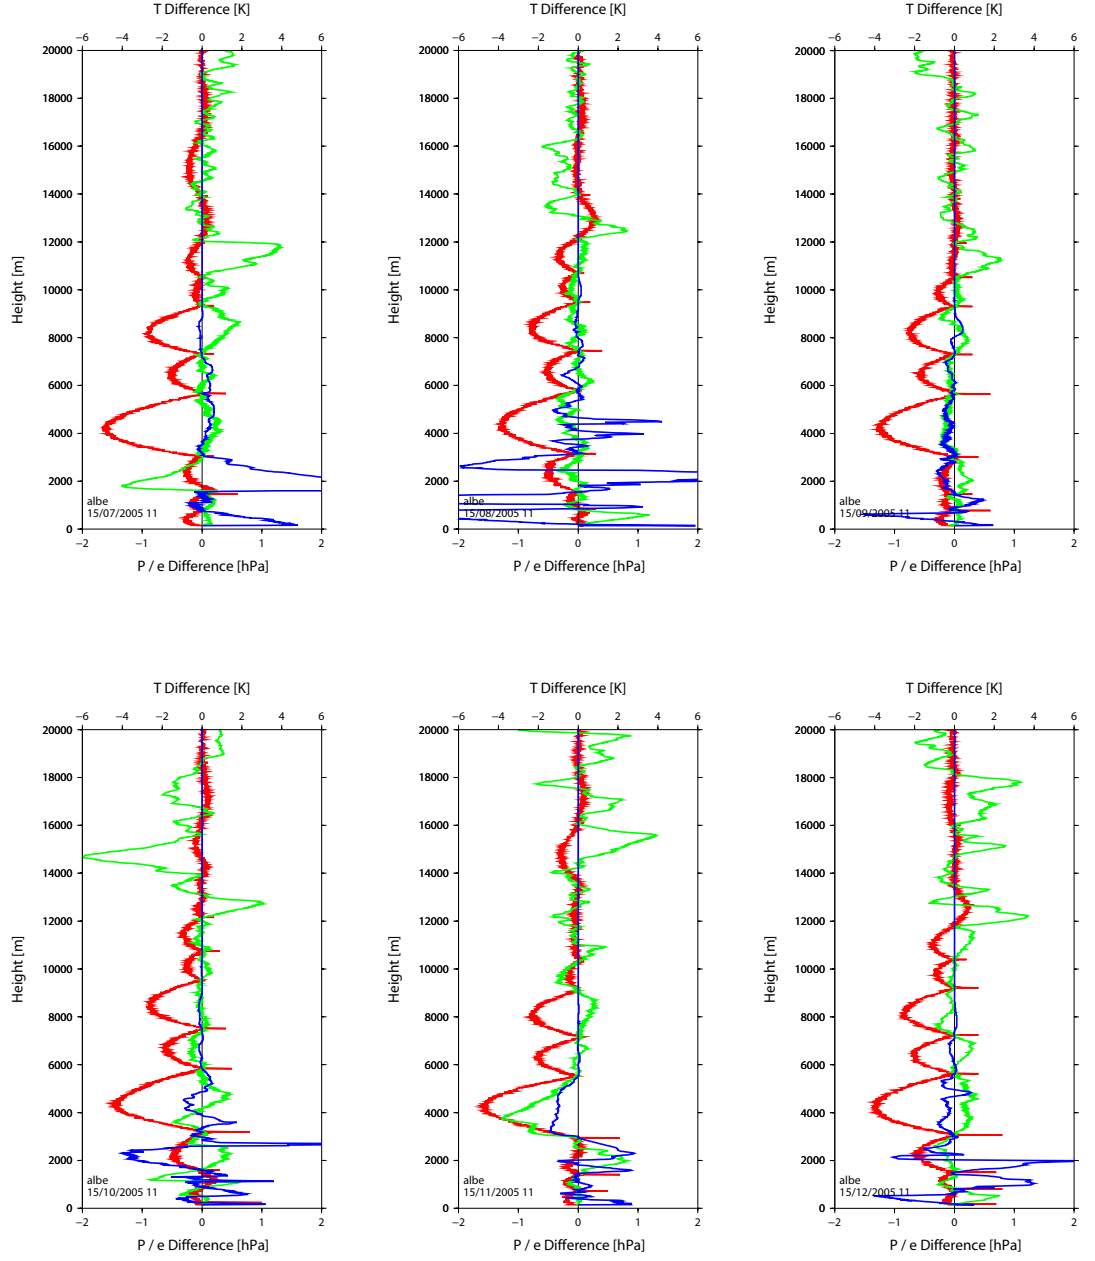 T Difference [K]
−6 −4 −2 0 2 4 6
20000
18000
16000
14000
12000
10000
8000
6000
4000
2000
0
Height [m]
albe
15/07/2005 11
−2 −1 0 1 2
P / e Difference [hPa]
T Difference [K]
−6 −4 −2 0 2 4 6
20000
18000
16000
14000
12000
10000
8000
6000
4000
2000
0
Height [m]
albe
15/08/2005 11
−2 −1 0 1 2
P / e Difference [hPa]
T Difference [K]
−6 −4 −2 0 2 4 6
20000
18000
16000
14000
12000
10000
8000
6000
4000
2000
0
Height [m]
albe
15/09/2005 11
−2 −1 0 1 2
P / e Difference [hPa]
T Difference [K]
−6 −4 −2 0 2 4 6
20000
18000
16000
14000
12000
10000
8000
6000
4000
2000
0
Height [m]
albe
15/10/2005 11
−2 −1 0 1 2
P / e Difference [hPa]
T Difference [K]
−6 −4 −2 0 2 4 6
20000
18000
16000
14000
12000
10000
8000
6000
4000
2000
0
Height [m]
albe
15/11/2005 11
−2 −1 0 1 2
P / e Difference [hPa]
T Difference [K]
−6 −4 −2 0 2 4 6
20000
18000
16000
14000
12000
10000
8000
6000
4000
2000
0
Height [m]
albe
15/12/2005 11
−2 −1 0 1 2
P / e Difference [hPa]